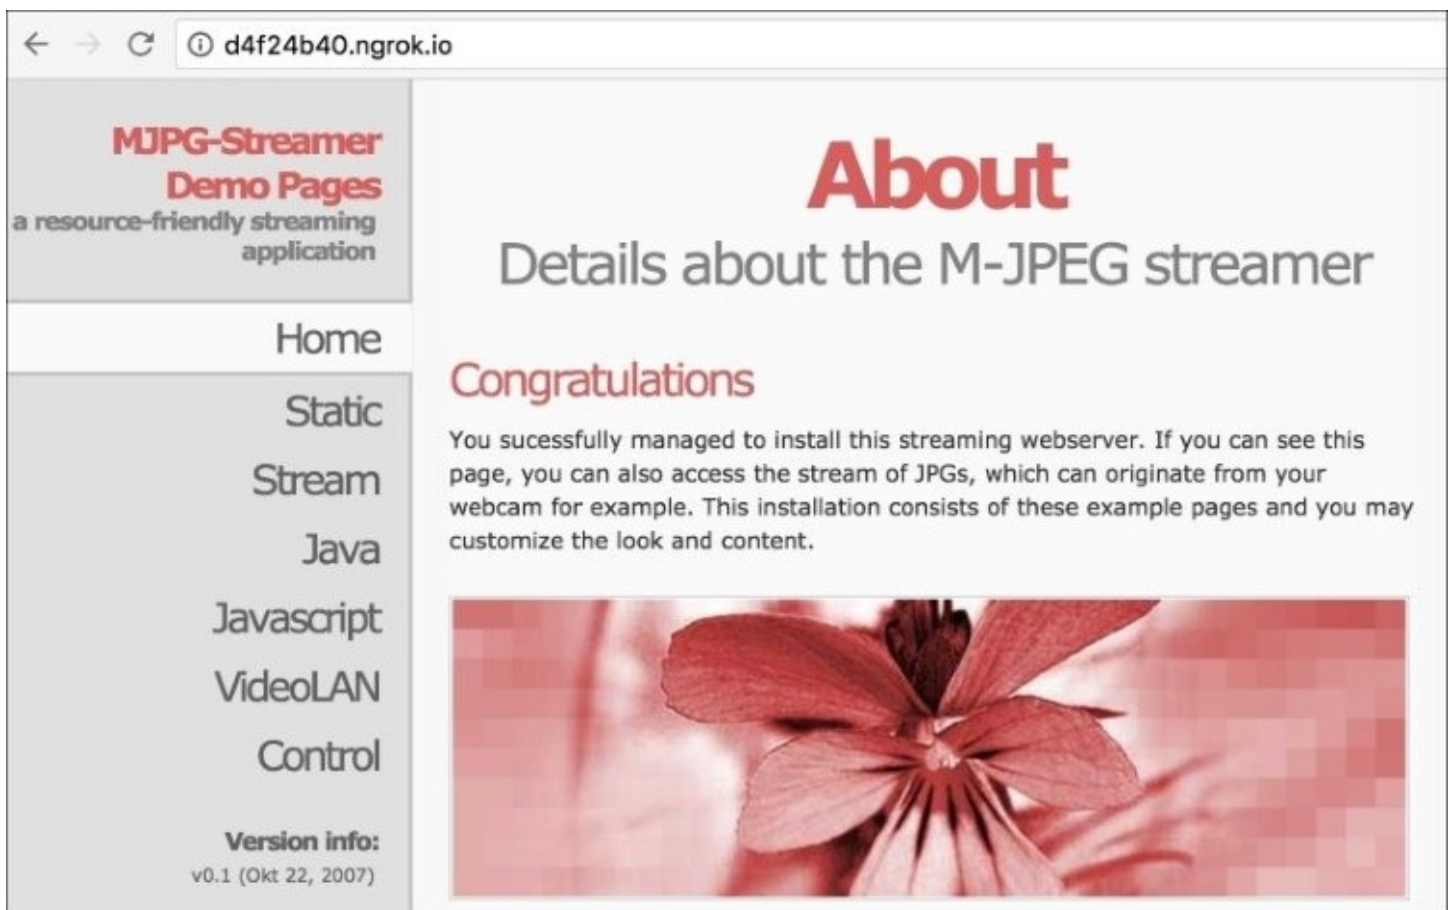 d4f24b40.ngrok.io
MJPG-Streamer
Demo Pages
a resource-friendly streaming
application
Home
Static
Stream
Java
Javascript
VideoLAN
Control
Version info:
v0.1 (Okt 22, 2007)
About
Details about the M-JPEG streamer
Congratulations
You sucessfully managed to install this streaming webserver. If you can see this
page, you can also access the stream of JPGs, which can originate from your
webcam for example. This installation consists of these example pages and you may
customize the look and content.